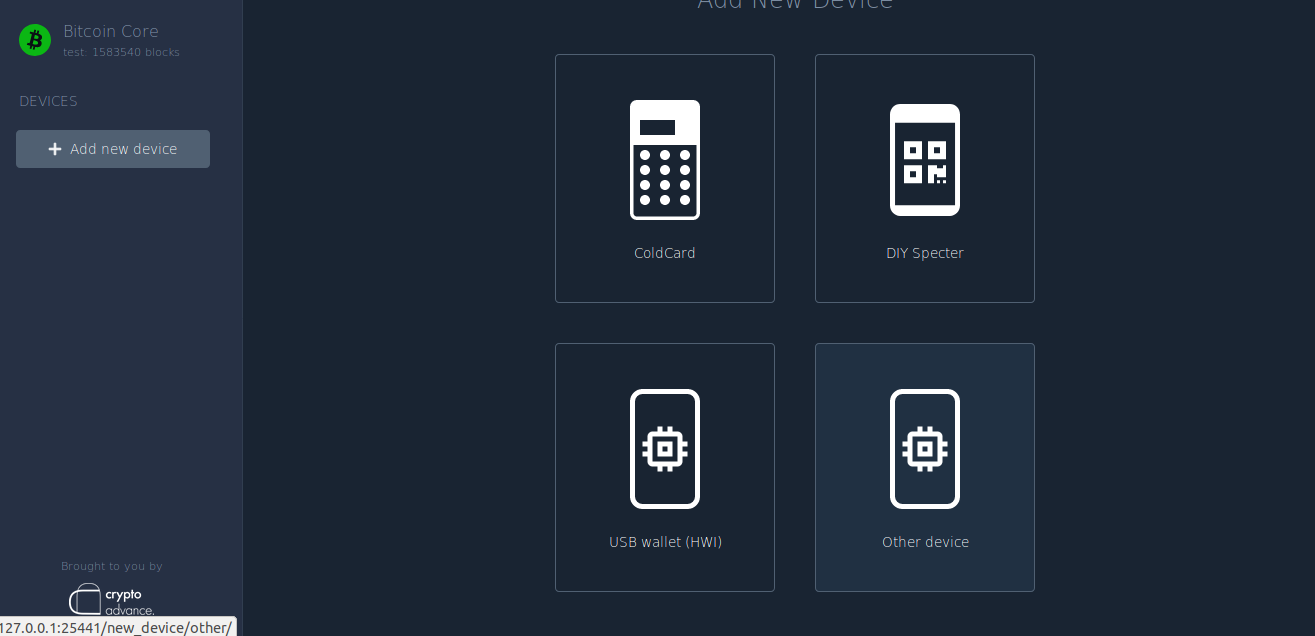 Add New Device
Bitcoin Core
test: 1583540 blocks
DEVICES
Add new device
ColdCard
DIY Specter
USB wallet (HWI)
Other device
Brought to you by
crypto
advance.
127.0.0.1:25441/new_device/other/